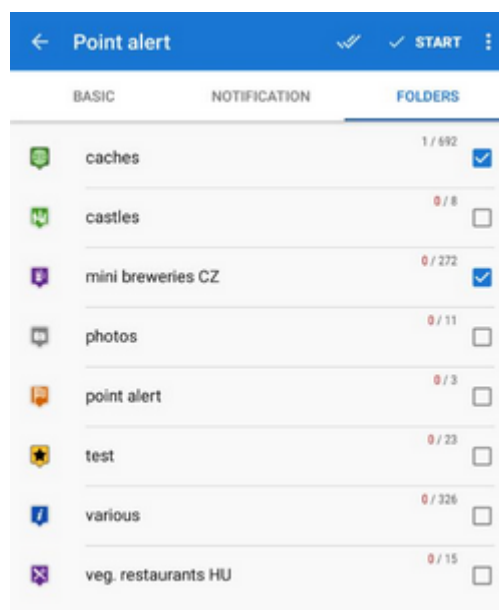 Point alert
START
BASIC NOTIFICATION FOLDERS
caches 1 / 692
castles 0 / 8
mini breweries CZ 0 / 272
photos 0 / 11
point alert 0 / 3
test 0 / 23
various 0 / 326
veg. restaurants HU 0 / 15